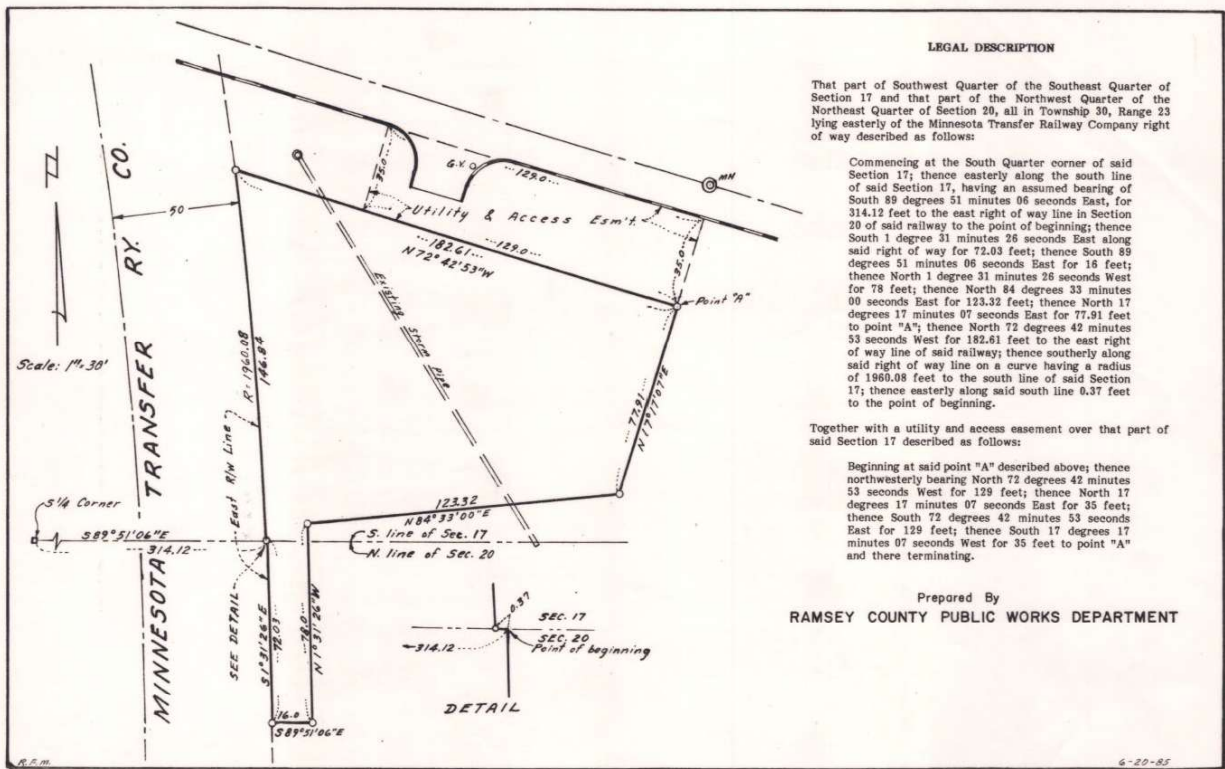 LEGAL DESCRIPTION
That part of Southwest Quarter of the Southeast Quarter of
Section 17 and that part of the Northwest Quarter of the
Northeast Quarter of Section 20, all in Township 30, Range 23
lying easterly of the Minnesota Transfer Railway Company right
of way described as follows:
Commencing at the South Quarter corner of said
Section 17; thence easterly along the south line
of said Section 17, having an assumed bearing of
South 89 degrees 51 minutes 06 seconds East, for
314.12 feet to the east right of way line in Section
20 of said railway to the point of beginning; thence
South 1 degree 31 minutes 26 seconds East along
said right of way for 72.03 feet; thence South 89
degrees 51 minutes 06 seconds East for 16 feet;
thence North 1 degree 31 minutes 26 seconds West
for 78 feet; thence North 84 degrees 33 minutes
00 seconds East for 123.32 feet; thence North 17
degrees 17 minutes 07 seconds East for 77.91 feet
to point "A"; thence North 72 degrees 42 minutes
53 seconds West for 182.61 feet to the east right
of way line of said railway; thence southerly along
said right of way line on a curve having a radius
of 1960.08 feet to the south line of said Section
17; thence easterly along said south line 0.37 feet
to the point of beginning.
Together with a utility and access easement over that part of
said Section 17 described as follows:
Beginning at said point "A" described above; thence
northwesterly bearing North 72 degrees 42 minutes
53 seconds West for 129 feet; thence North 17
degrees 17 minutes 07 seconds East for 35 feet;
thence South 72 degrees 42 minutes 53 seconds
East for 129 feet; thence South 17 degrees 17
minutes 07 seconds West for 35 feet to point "A"
and there terminating.
Prepared By
RAMSEY COUNTY PUBLIC WORKS DEPARTMENT
6-20-85
R.F.M.
MINNESOTA TRANSFER RY. CO.
50
Scale: 1"=30'
R=1960.08
146.84
G.V.
MH
35.0
129.0
Utility & Access Esm't.
182.61
129.0
N72°42'53"W
35.0
Point "A"
Existing Storm Pipe
77.91
N17°17'07"E
123.32
N84°33'00"E
S 1/4 Corner
S89°51'06"E
314.12
S. line of Sec. 17
N. line of Sec. 20
East R/W Line
SEE DETAIL
S1°31'26"E
72.03
78.0
N1°31'26"W
16.0
S89°51'06"E
0.37
SEC. 17
SEC. 20
Point of beginning
314.12
DETAIL